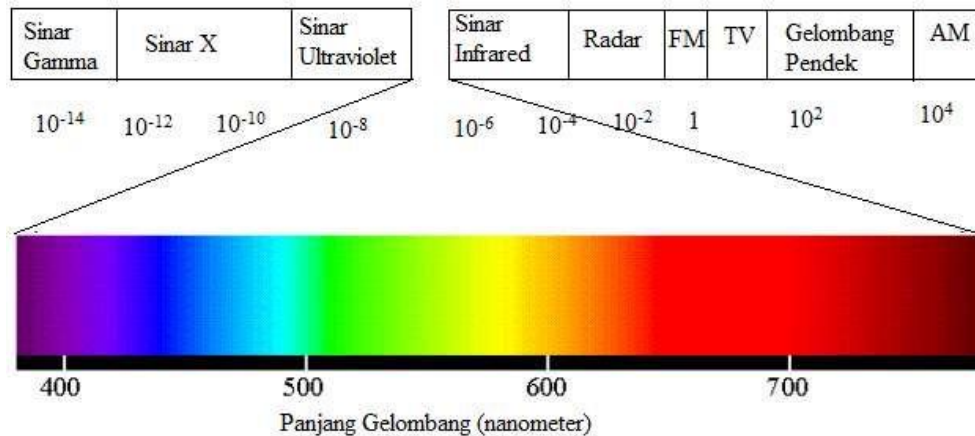 Sinar
Gamma
Sinar X
Sinar
Ultraviolet
Sinar
Infrared
Radar
FM
TV
Gelombang
Pendek
AM
10⁻¹⁴ 10⁻¹² 10⁻¹⁰ 10⁻⁸ 10⁻⁶ 10⁻⁴ 10⁻² 1 10² 10⁴
400 500 600 700
Panjang Gelombang (nanometer)